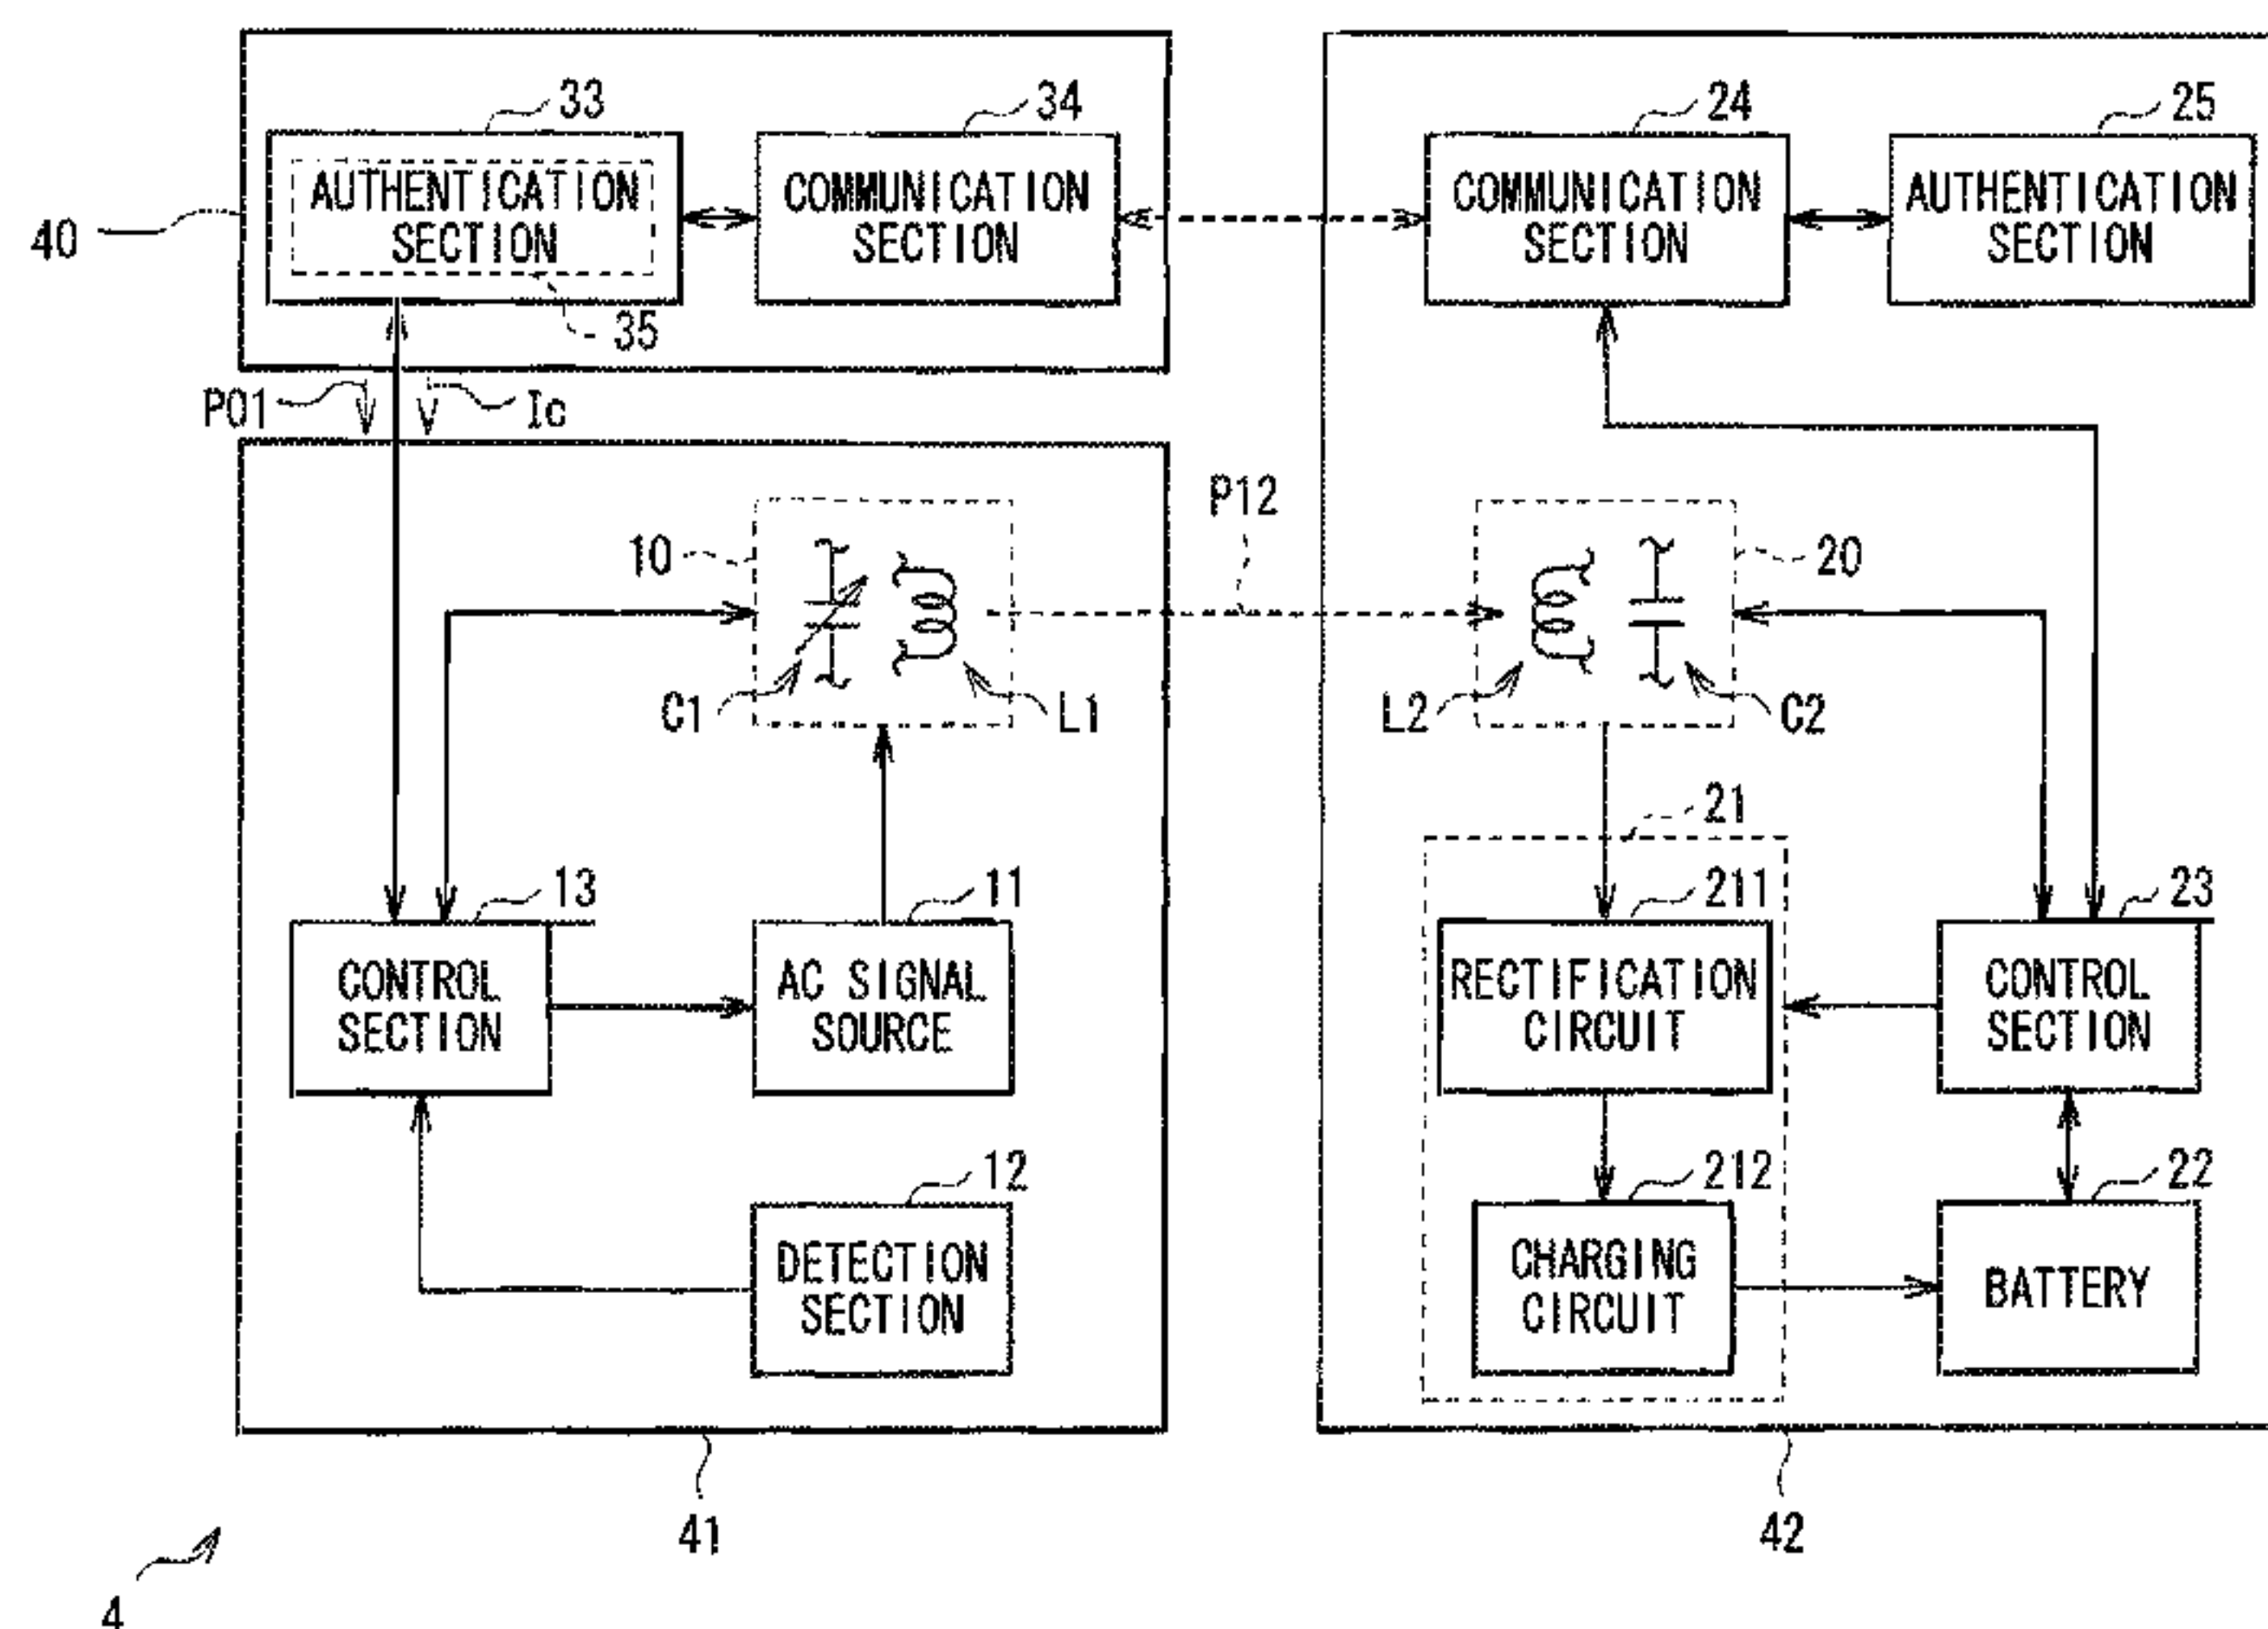 33
34
24
25
AUTHENTICATION
SECTION
COMMUNICATION
SECTION
COMMUNICATION
SECTION
AUTHENTICATION
SECTION
40
35
P01
Ic
P12
10
20
C1
L1
L2
C2
21
13
11
211
23
CONTROL
SECTION
AC SIGNAL
SOURCE
RECTIFICATION
CIRCUIT
CONTROL
SECTION
12
212
22
DETECTION
SECTION
CHARGING
CIRCUIT
BATTERY
41
42
4